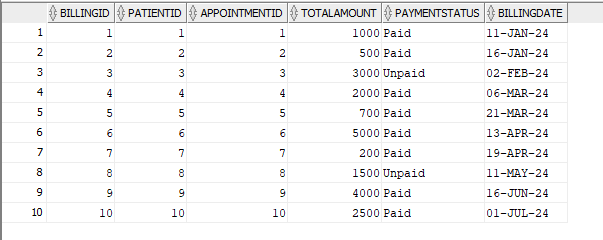 BILLINGID PATIENTID APPOINTMENTID TOTALAMOUNT PAYMENTSTATUS BILLINGDATE
1 1 1 1 1000 Paid 11-JAN-24
2 2 2 2 500 Paid 16-JAN-24
3 3 3 3 3000 Unpaid 02-FEB-24
4 4 4 4 2000 Paid 06-MAR-24
5 5 5 5 700 Paid 21-MAR-24
6 6 6 6 5000 Paid 13-APR-24
7 7 7 7 200 Paid 19-APR-24
8 8 8 8 1500 Unpaid 11-MAY-24
9 9 9 9 4000 Paid 16-JUN-24
10 10 10 10 2500 Paid 01-JUL-24